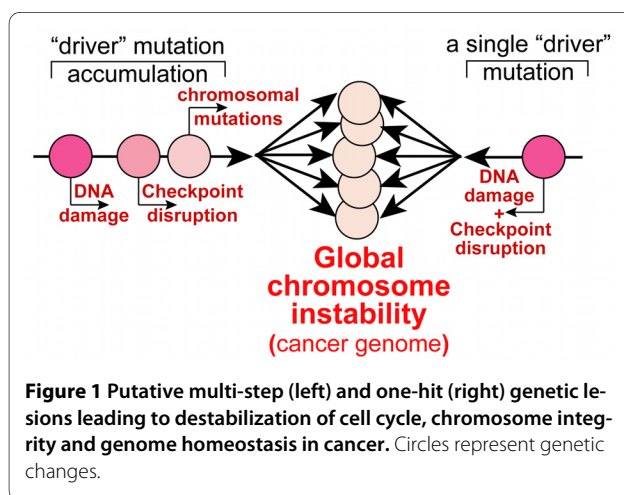 “driver” mutation
accumulation
chromosomal
mutations
DNA
damage
Checkpoint
disruption
a single “driver”
mutation
DNA
damage
+
Checkpoint
disruption
Global
chromosome
instability
(cancer genome)
Figure 1 Putative multi-step (left) and one-hit (right) genetic le-
sions leading to destabilization of cell cycle, chromosome integ-
rity and genome homeostasis in cancer. Circles represent genetic
changes.